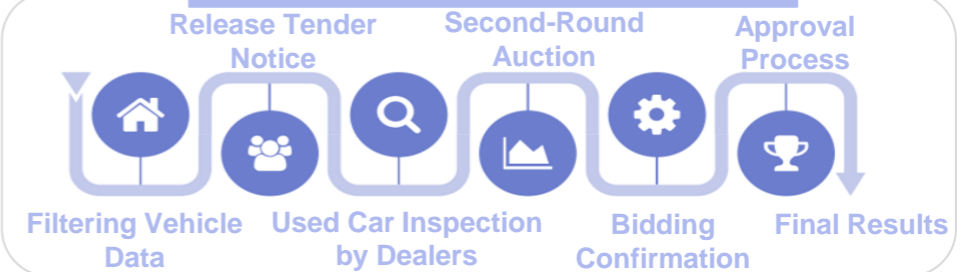 Release Tender
Notice
Second-Round
Auction
Approval
Process
Filtering Vehicle
Data
Used Car Inspection
by Dealers
Bidding
Confirmation
Final Results